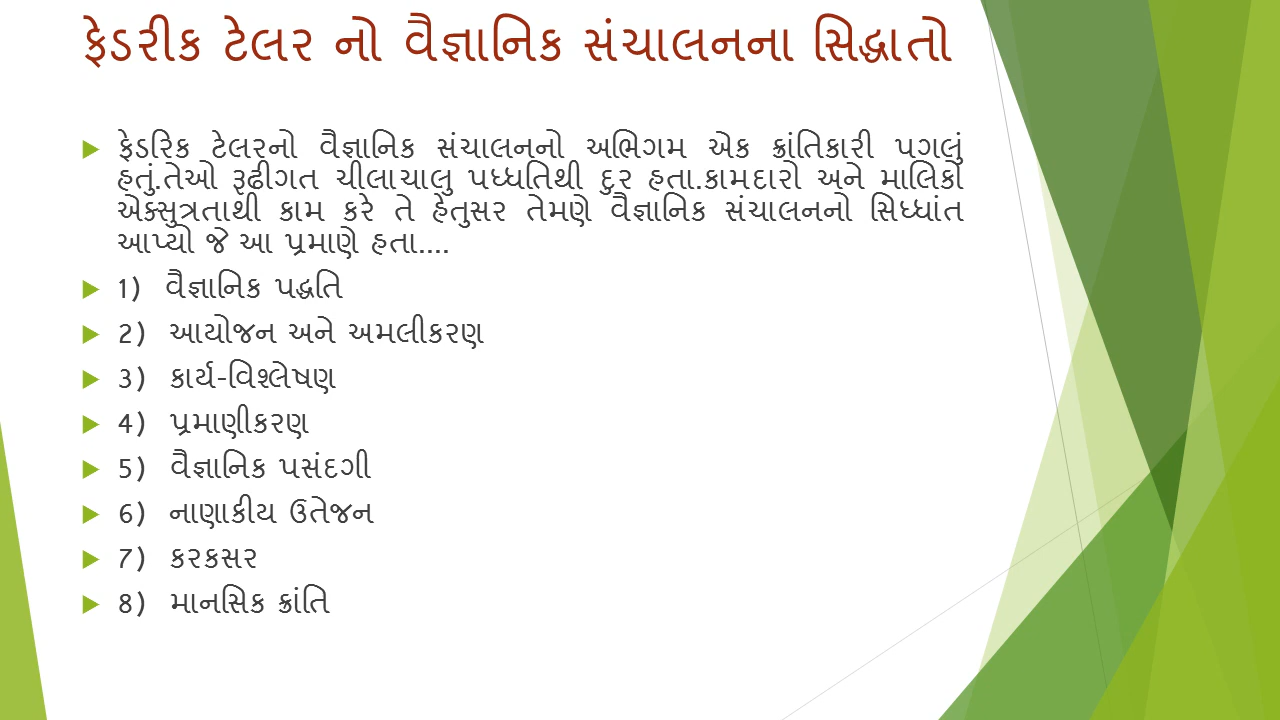 ફ્રેડરીક ટેલર નો વૈજ્ઞાનિક સંચાલનના સિદ્ધાતો
ફ્રેડરિક ટેલરનો વૈજ્ઞાનિક સંચાલનનો અભિગમ એક ક્રાંતિકારી પગલું
હતું.તેઓ રૂઢીગત ચીલાચાલુ પધ્ધતિથી દુર હતા.કામદારો અને માલિકો
એક્સુત્રતાથી કામ કરે તે હેતુસર તેમણે વૈજ્ઞાનિક સંચાલનનો સિધ્ધાંત
આપ્યો જે આ પ્રમાણે હતા....
1) વૈજ્ઞાનિક પદ્ધતિ
2) આયોજન અને અમલીકરણ
3) કાર્ય-વિશ્લેષણ
4) પ્રમાણીકરણ
5) વૈજ્ઞાનિક પસંદગી
6) નાણાકીય ઉતેજન
7) કરકસર
8) માનસિક ક્રાંતિ